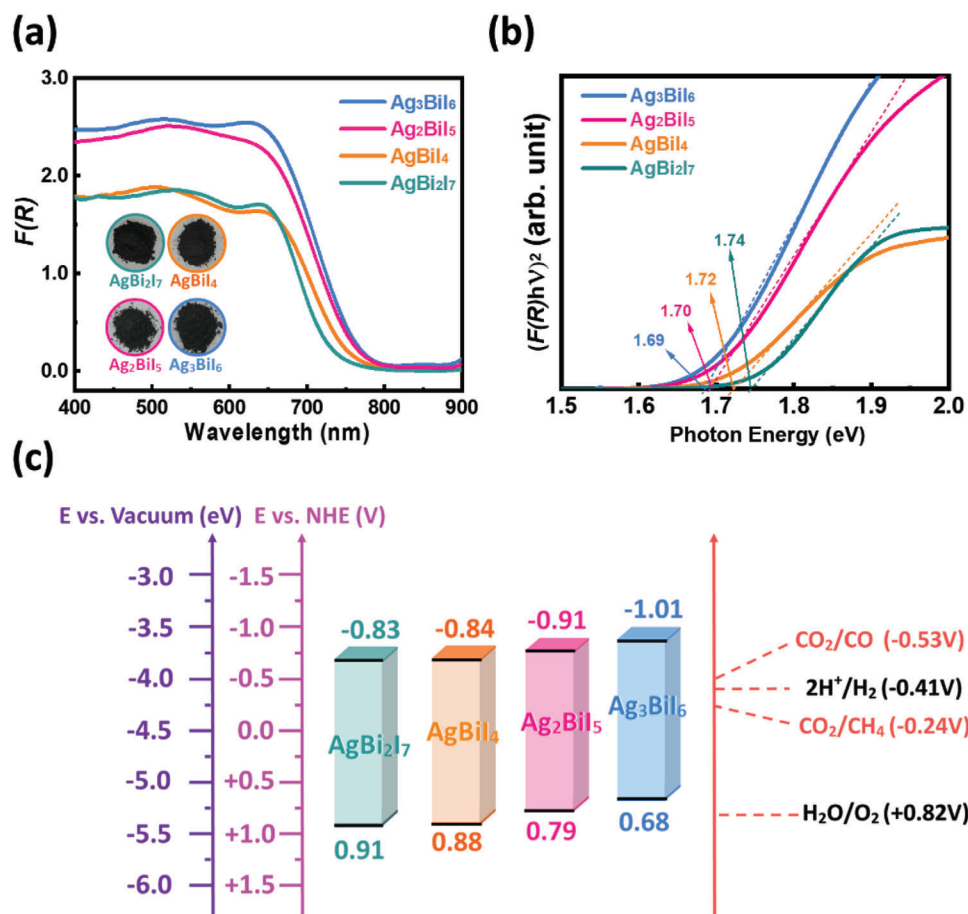 (a)
3.0
2.0
1.0
0.0
F(R)
400 500 600 700 800 900
Wavelength (nm)
Ag₃BiI₆
Ag₂BiI₅
AgBiI₄
AgBi₂I₇
AgBi₂I₇ AgBiI₄
Ag₂BiI₅ Ag₃BiI₆
(b)
(F(R)hν)² (arb. unit)
Ag₃BiI₆
Ag₂BiI₅
AgBiI₄
AgBi₂I₇
1.74
1.72
1.70
1.69
1.5 1.6 1.7 1.8 1.9 2.0
Photon Energy (eV)
(c)
E vs. Vacuum (eV) E vs. NHE (V)
-3.0 -1.5
-3.5 -1.0
-4.0 -0.5
-4.5 0.0
-5.0 +0.5
-5.5 +1.0
-6.0 +1.5
-0.83 -0.84 -0.91 -1.01
AgBi₂I₇ AgBiI₄ Ag₂BiI₅ Ag₃BiI₆
0.91 0.88 0.79 0.68
CO₂/CO (-0.53V)
2H⁺/H₂ (-0.41V)
CO₂/CH₄ (-0.24V)
H₂O/O₂ (+0.82V)